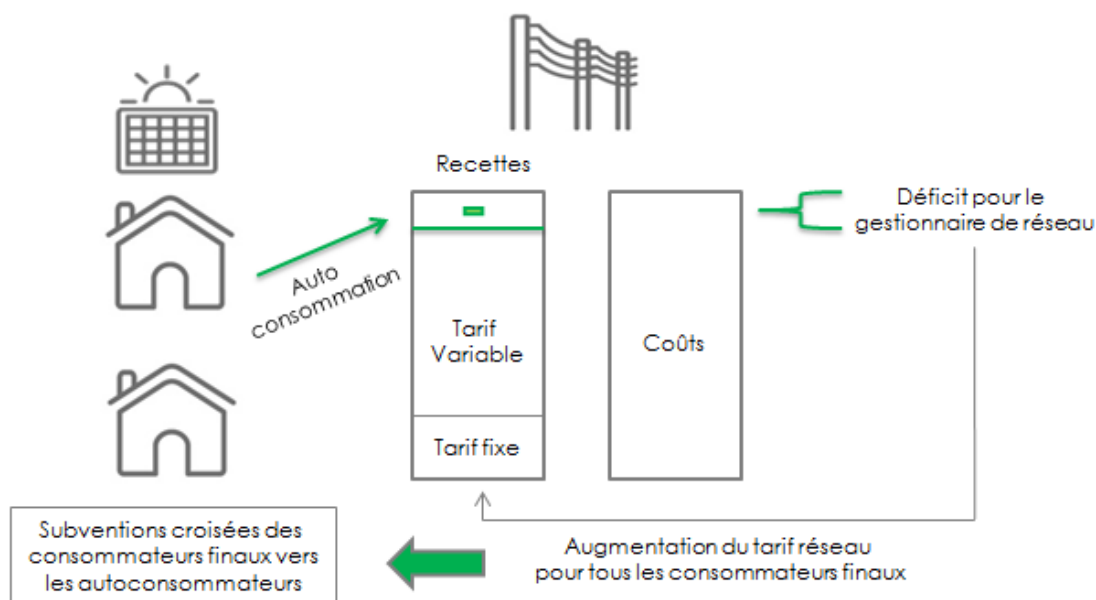 Recettes
Déficit pour le
gestionnaire de réseau
Auto
consommation
Tarif
Variable
Coûts
Tarif fixe
Subventions croisées des
consommateurs finaux vers
les autoconsommateurs
Augmentation du tarif réseau
pour tous les consommateurs finaux